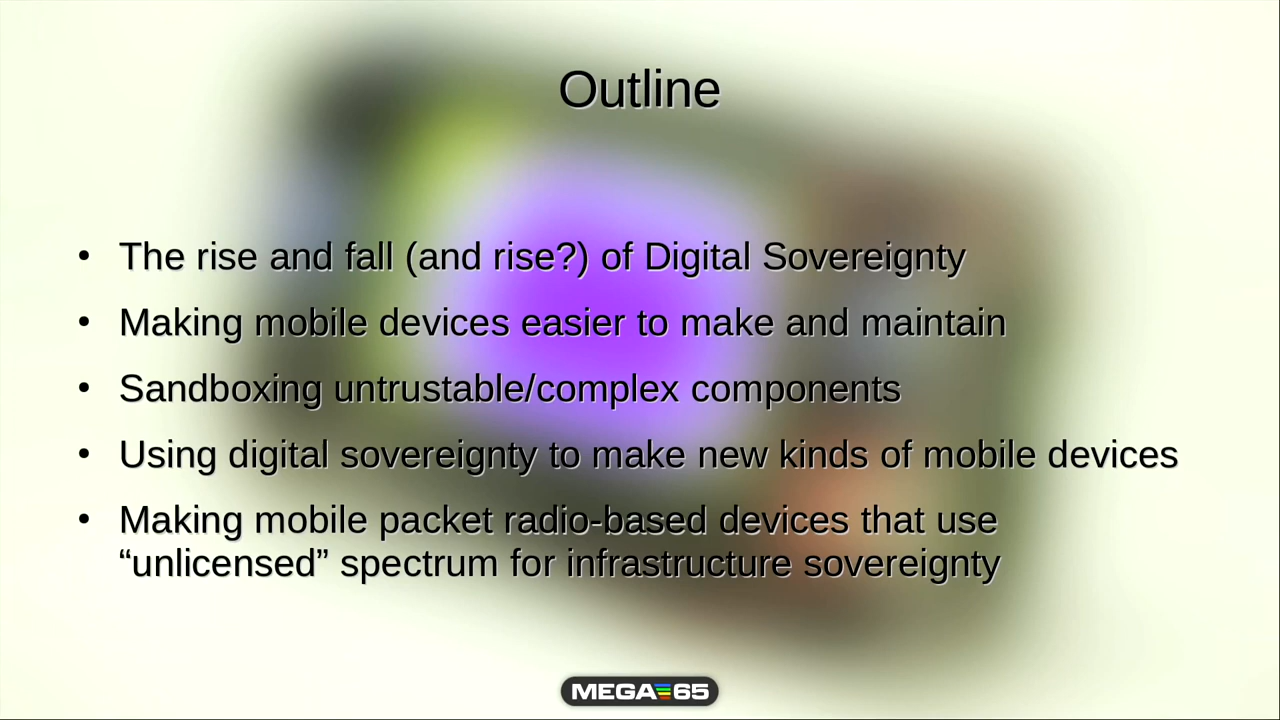 Outline
• The rise and fall (and rise?) of Digital Sovereignty
• Making mobile devices easier to make and maintain
• Sandboxing untrustable/complex components
• Using digital sovereignty to make new kinds of mobile devices
• Making mobile packet radio-based devices that use
“unlicensed” spectrum for infrastructure sovereignty
MEGA65